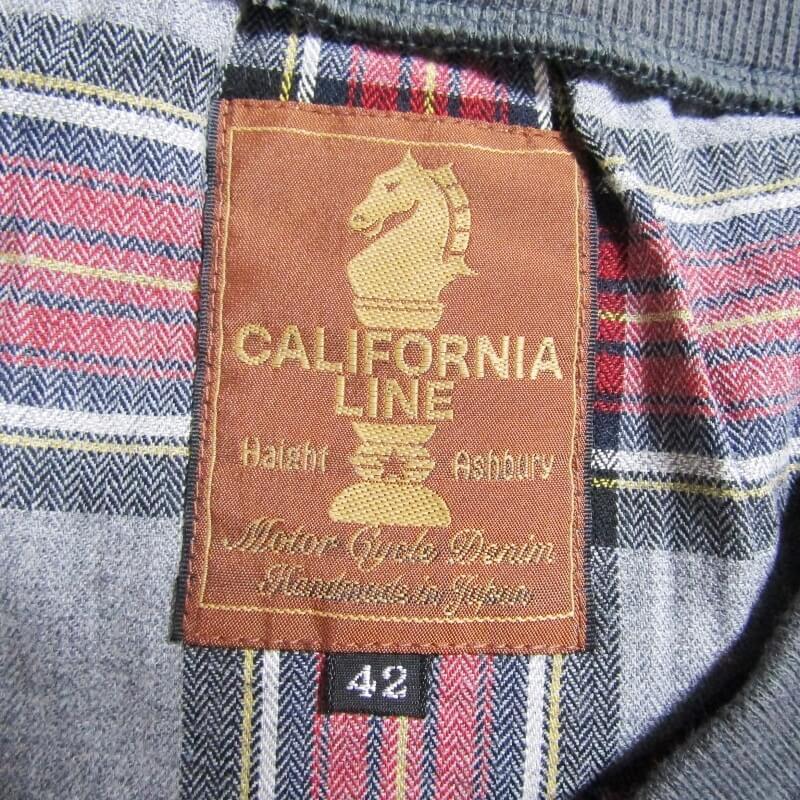 CALIFORNIA
LINE
Haight Ashbury
Motor Cycle Denim
Handmade in Japan
42